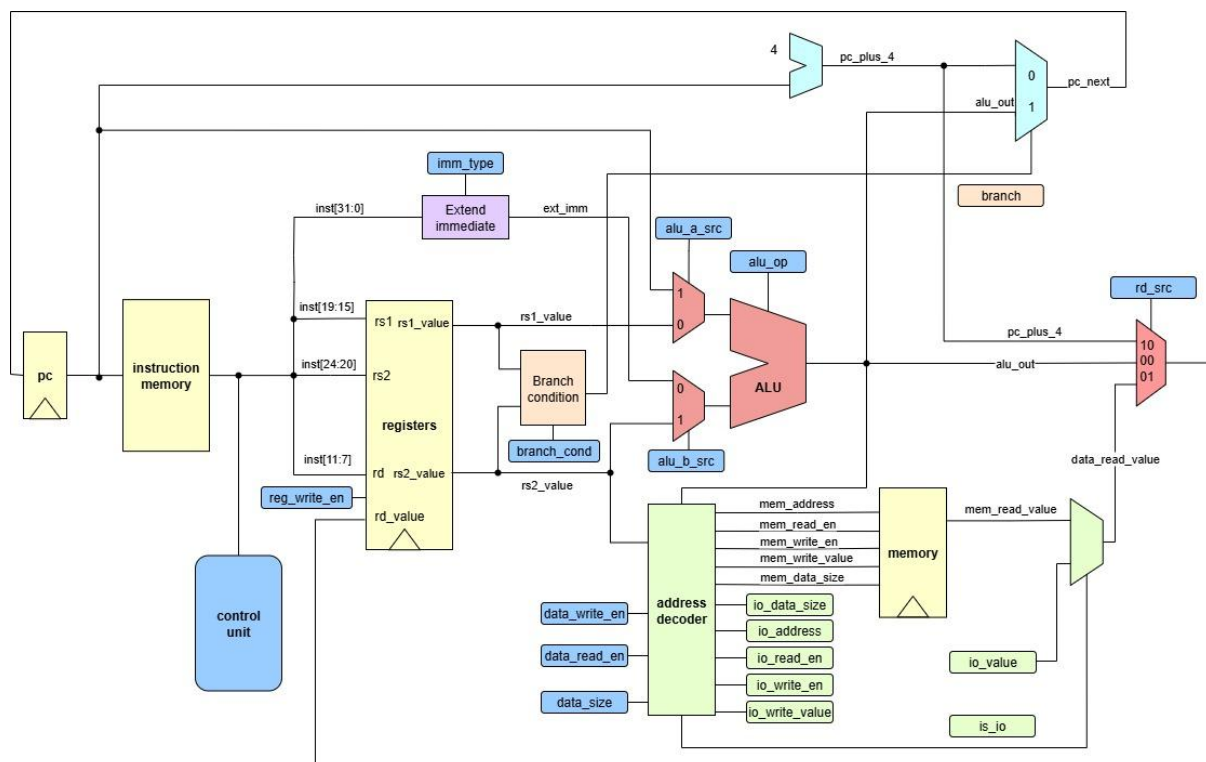 4
pc_plus_4
0
pc_next
alu_out
1
imm_type
branch
inst[31:0]
Extend
immediate
ext_imm
alu_a_src
alu_op
rd_src
1
inst[19:15]
rs1
rs1_value
rs1_value
0
pc_plus_4
10
pc
instruction
memory
inst[24:20]
rs2
Branch
condition
0
ALU
alu_out
00
01
registers
1
branch_cond
alu_b_src
inst[11:7]
rd
rs2_value
rs2_value
data_read_value
reg_write_en
rd_value
mem_address
mem_read_en
mem_write_en
mem_write_value
mem_data_size
memory
mem_read_value
control
unit
address
decoder
data_write_en
data_read_en
data_size
io_data_size
io_address
io_read_en
io_write_en
io_write_value
io_value
is_io